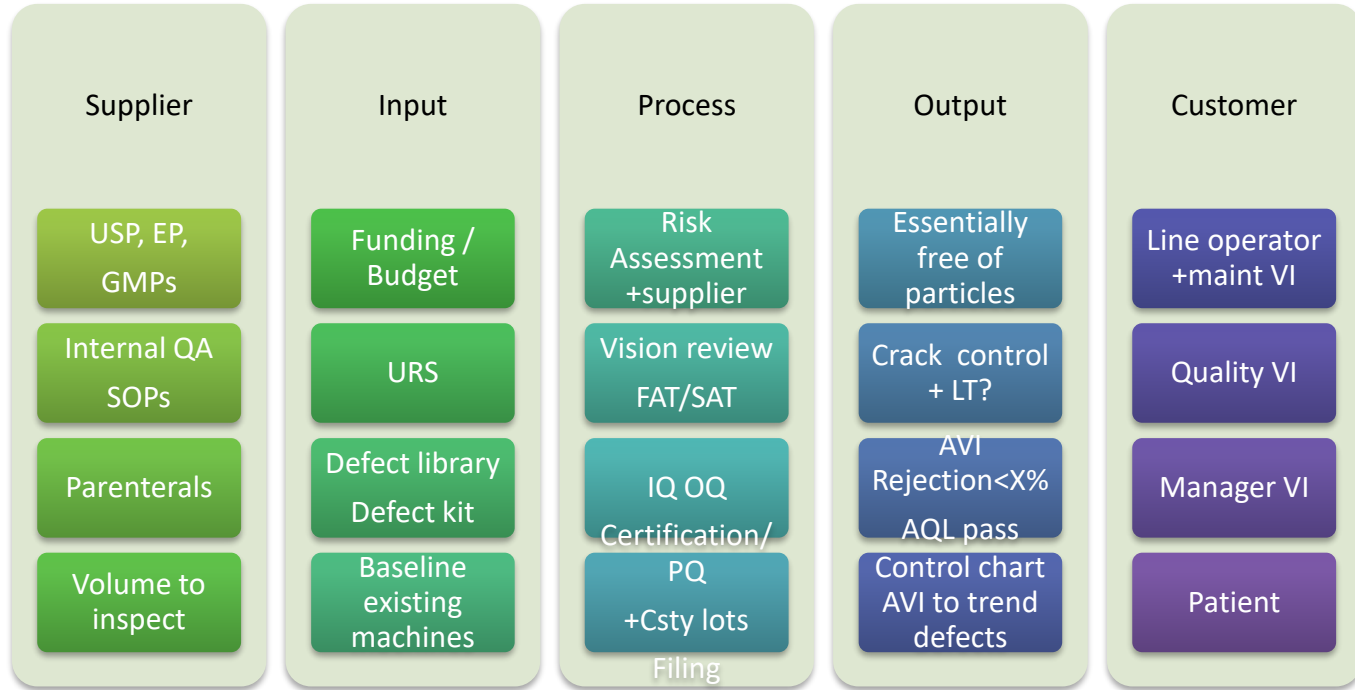 Supplier
USP, EP,
GMPs
Internal QA
SOPs
Parenterals
Volume to
inspect
Input
Funding /
Budget
URS
Defect library
Defect kit
Baseline
existing
machines
Process
Risk
Assessment
+supplier
Vision review
FAT/SAT
IQ OQ
Certification/
PQ
+Csty lots
Filing
Output
Essentially
free of
particles
Crack control
+ LT?
AVI
Rejection<X%
AQL pass
Control chart
AVI to trend
defects
Customer
Line operator
+maint VI
Quality VI
Manager VI
Patient